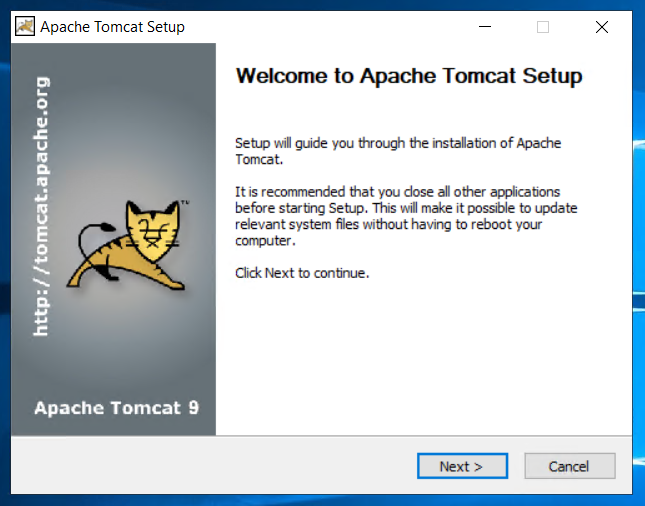 Apache Tomcat Setup
http://tomcat.apache.org
Apache Tomcat 9
Welcome to Apache Tomcat Setup
Setup will guide you through the installation of Apache
Tomcat.
It is recommended that you close all other applications
before starting Setup. This will make it possible to update
relevant system files without having to reboot your
computer.
Click Next to continue.
Next >
Cancel